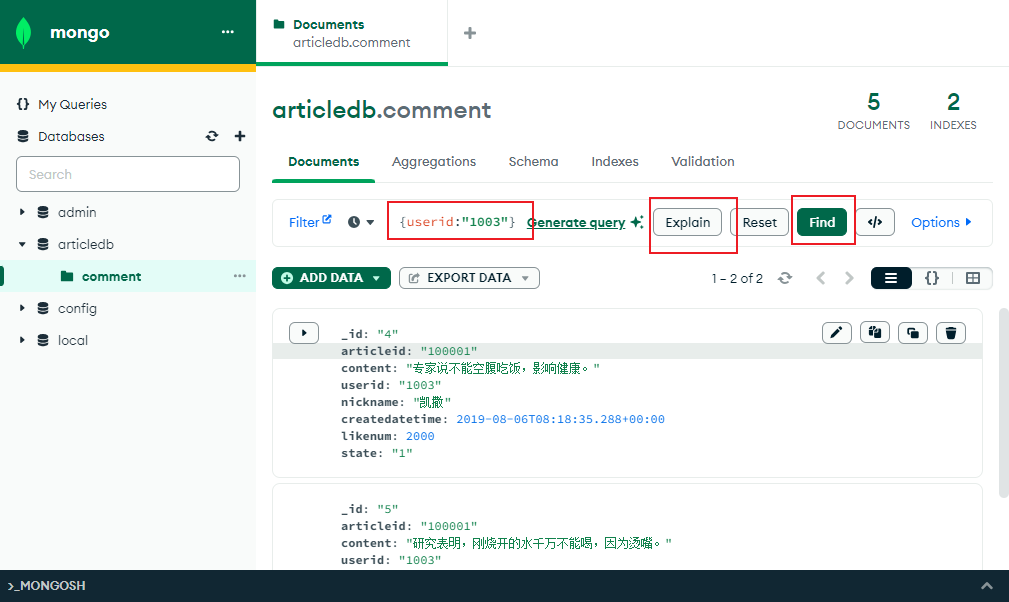 mongo
Documents
articledb.comment
My Queries
Databases
Search
admin
articledb
comment
config
local
articledb.comment
5
DOCUMENTS
2
INDEXES
Documents
Aggregations
Schema
Indexes
Validation
Filter
{userid:"1003"}
Generate query
Explain
Reset
Find
</>
Options
ADD DATA
EXPORT DATA
1 – 2 of 2
{}
_id: "4"
articleid: "100001"
content: "专家说不能空腹吃饭，影响健康。"
userid: "1003"
nickname: "凯撒"
createdatetime: 2019-08-06T08:18:35.288+00:00
likenum: 2000
state: "1"
_id: "5"
articleid: "100001"
content: "研究表明，刚烧开的水千万不能喝，因为烫嘴。"
userid: "1003"
>_MONGOSH